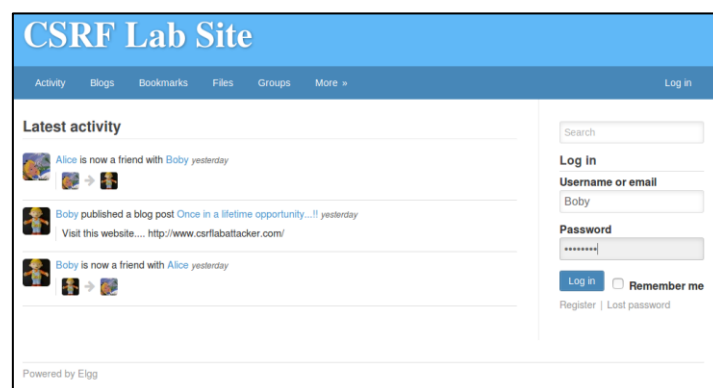 CSRF Lab Site
Activity Blogs Bookmarks Files Groups More » Log in
Latest activity
Alice is now a friend with Boby yesterday
Boby published a blog post Once in a lifetime opportunity...!! yesterday
Visit this website.... http://www.csrflabattacker.com/
Boby is now a friend with Alice yesterday
Search
Log in
Username or email
Boby
Password
••••••••
Log in Remember me
Register | Lost password
Powered by Elgg